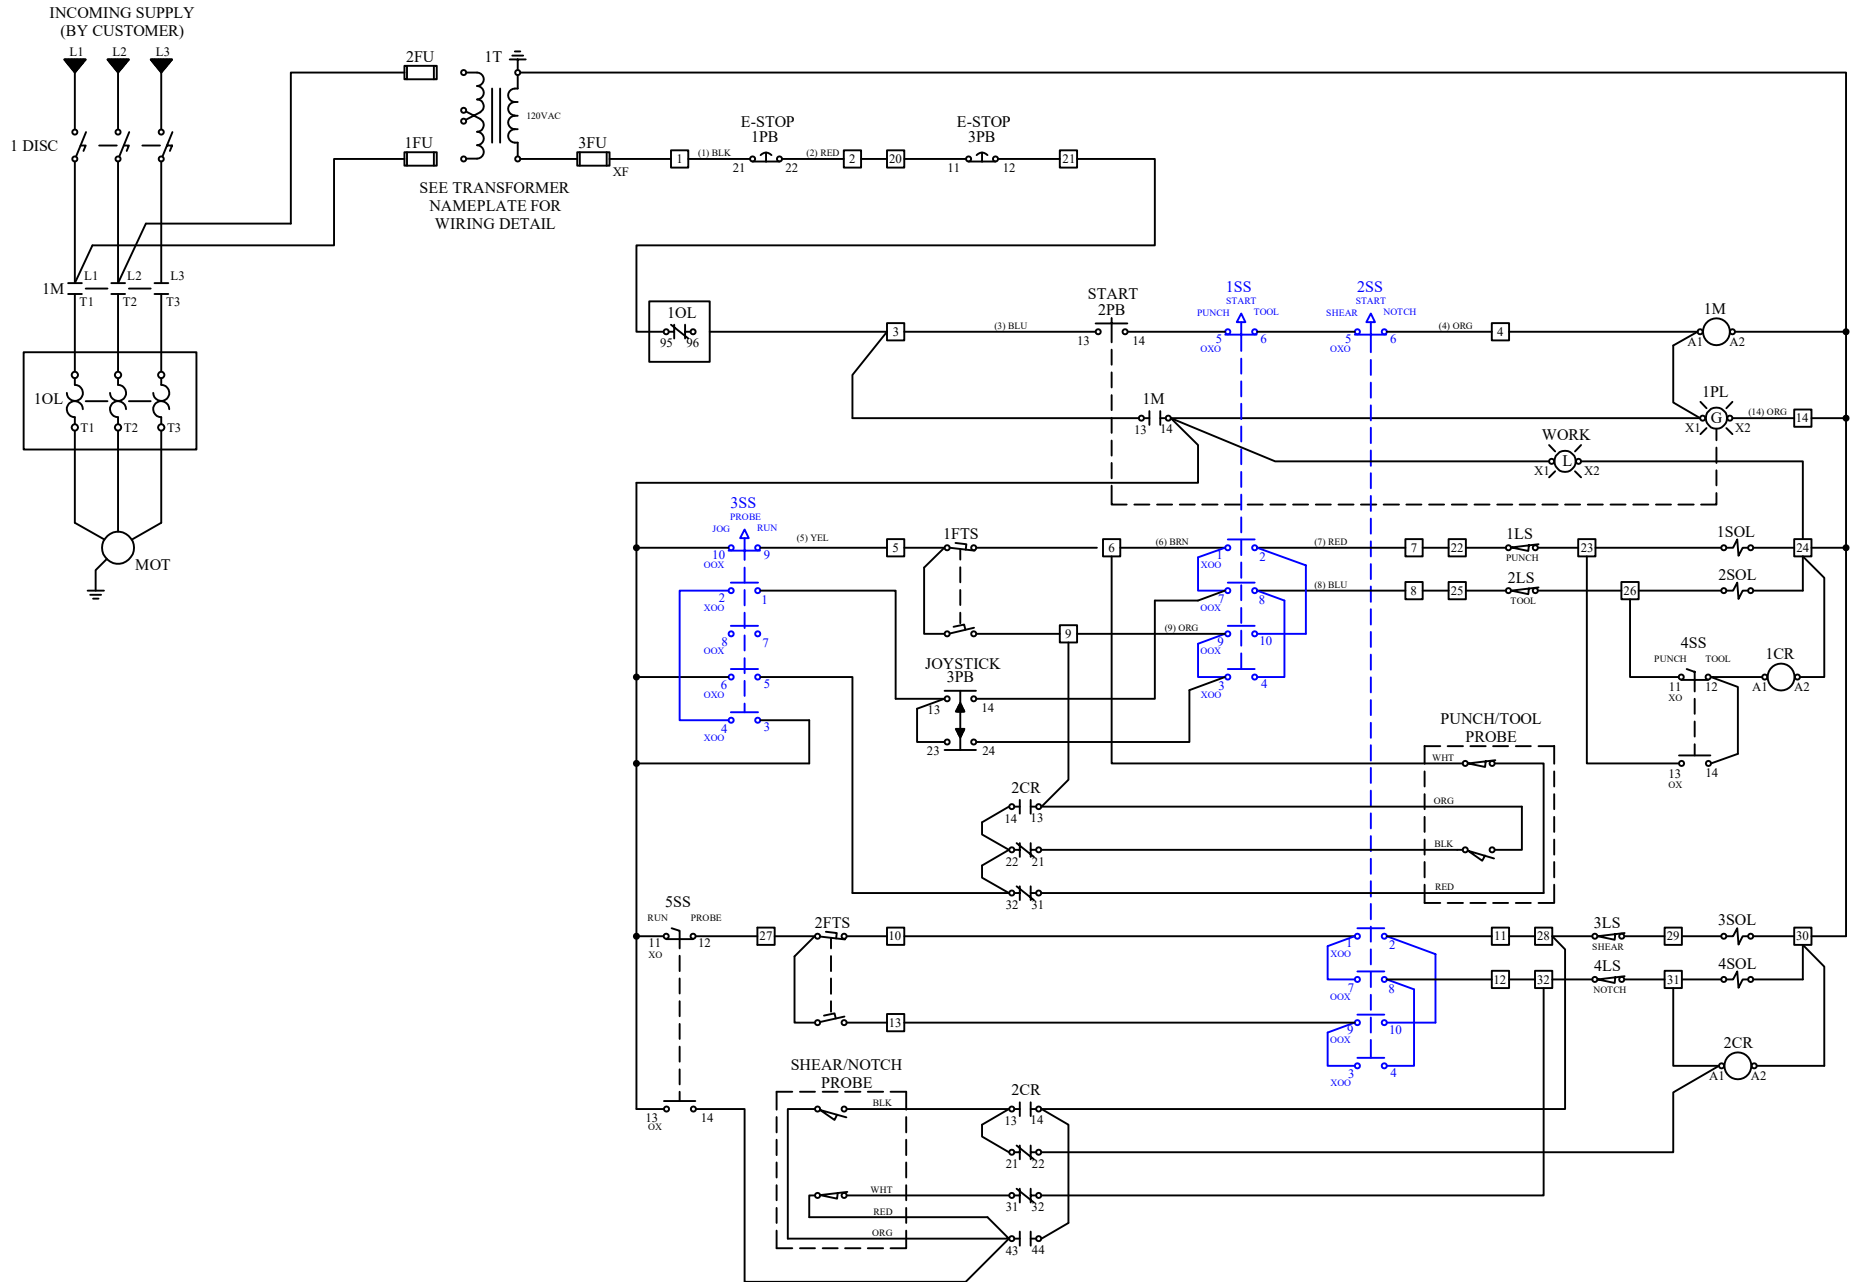 INCOMING SUPPLY
(BY CUSTOMER)
L1 L2 L3
1 DISC
2FU 1T
120VAC
1FU 3FU
XF
SEE TRANSFORMER
NAMEPLATE FOR
WIRING DETAIL
E-STOP
1PB
1 (1) BLK 21 22 (2) RED 2 20
E-STOP
3PB
11 12 21
1M L1 L2 L3
T1 T2 T3
1OL
T1 T2 T3
MOT
1OL
95 96
3 (3) BLU
START
2PB
13 14
1SS
START
PUNCH TOOL
5 6
OXO
2SS
START
SHEAR NOTCH
5 6
OXO
(4) ORG 4
1M
A1 A2
1M
13 14
1PL
G
X1 X2
(14) ORG 14
WORK
L
X1 X2
3SS
PROBE
JOG RUN
10 9
OOX
(5) YEL 5
1FTS
6 (6) BRN
1 2
XOO
(7) RED 7 22
1LS
PUNCH
23
1SOL
24
2 1
XOO
7 8
OOX
(8) BLU 8 25
2LS
TOOL
26
2SOL
8 7
OOX
9 (9) ORG
9 10
OOX
6 5
OXO
JOYSTICK
3PB
13 14
23 24
3 4
XOO
4SS
PUNCH TOOL
11 12
XO
13 14
OX
1CR
A1 A2
4 3
XOO
PUNCH/TOOL
PROBE
WHT
ORG
BLK
RED
2CR
14 13
22 21
32 31
5SS
RUN PROBE
11 12
XO
27
2FTS
10
1 2
XOO
11 28
3LS
SHEAR
29
3SOL
30
7 8
OOX
12 32
4LS
NOTCH
31
4SOL
13
9 10
OOX
3 4
XOO
2CR
A1 A2
SHEAR/NOTCH
PROBE
BLK
WHT
RED
ORG
13 14
OX
2CR
13 14
21 22
31 32
43 44